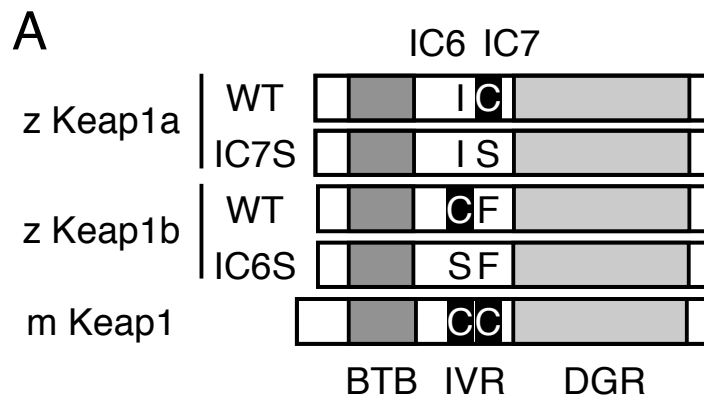 A
IC6 IC7
z Keap1a WT I C
IC7S I S
z Keap1b WT C F
IC6S S F
m Keap1 C C
BTB IVR DGR